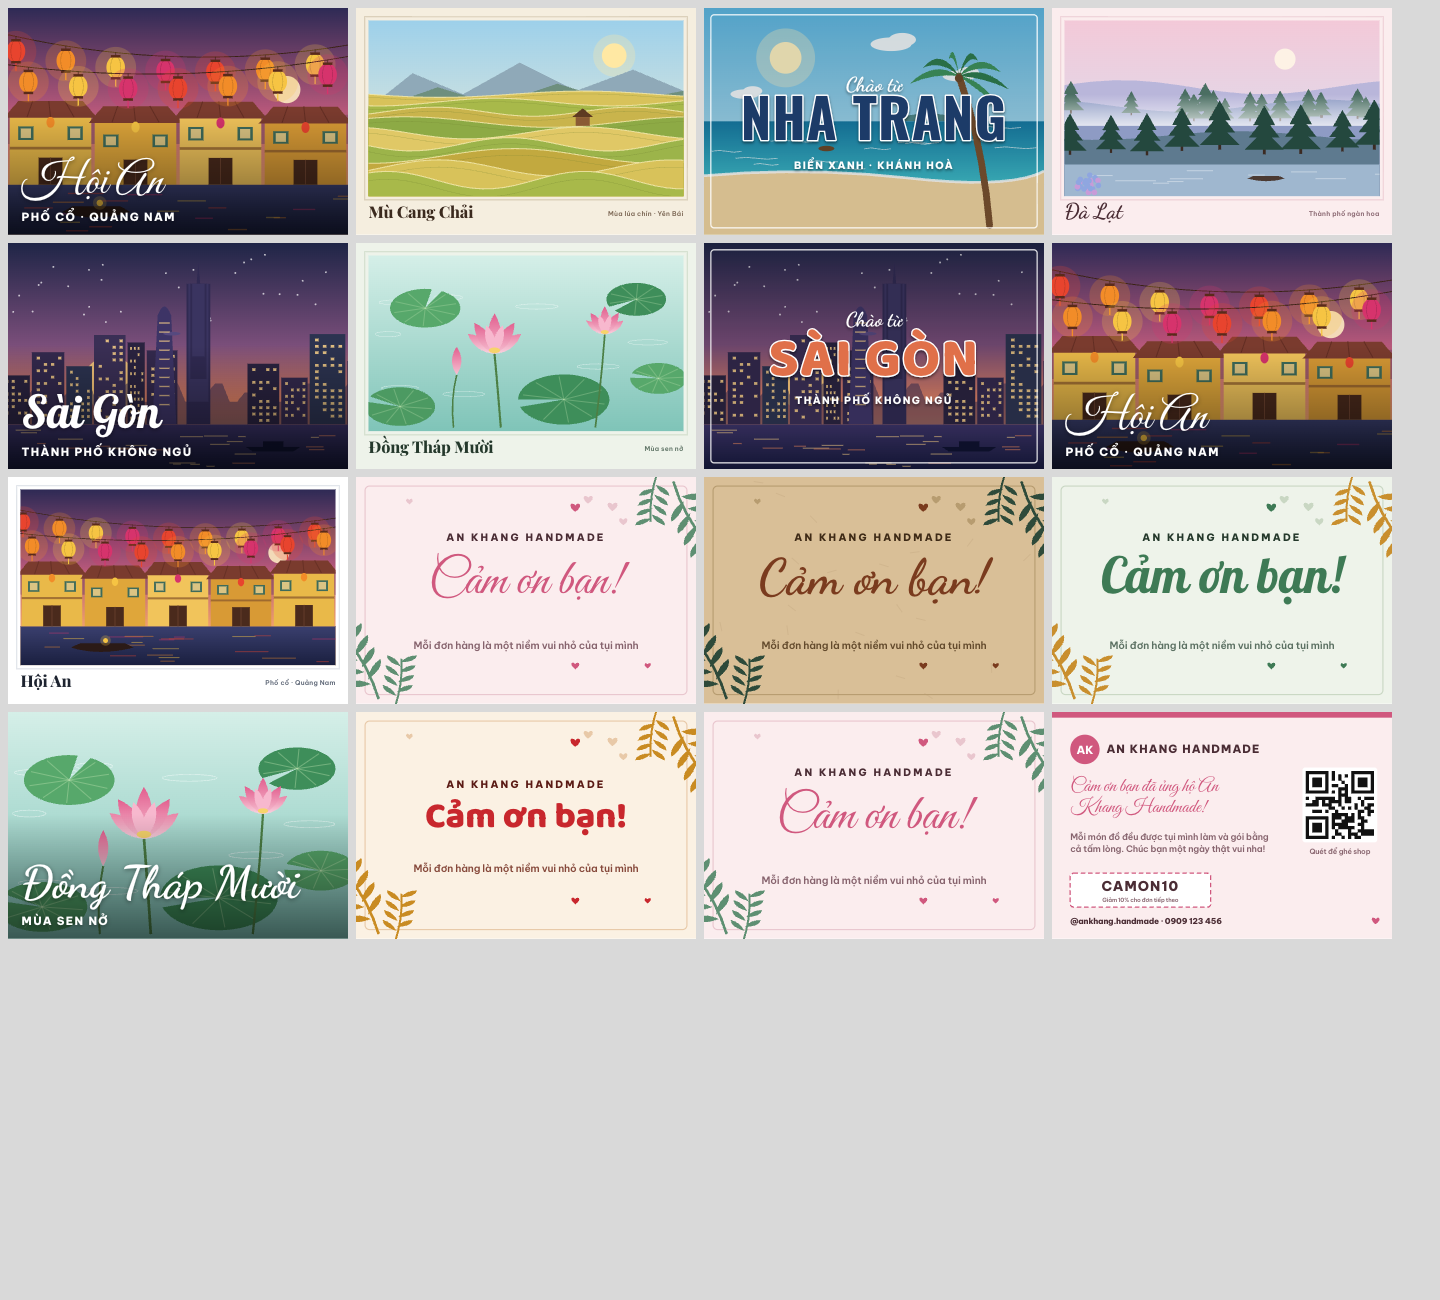 Hội An
PHỐ CỔ · QUẢNG NAM
Mù Cang Chải
Mùa lúa chín · Yên Bái
Chào từ
NHA TRANG
BIỂN XANH · KHÁNH HOÀ
Đà Lạt
Thành phố ngàn hoa
Sài Gòn
THÀNH PHỐ KHÔNG NGỦ
Đồng Tháp Mười
Mùa sen nở
Chào từ
SÀI GÒN
THÀNH PHỐ KHÔNG NGỦ
Hội An
PHỐ CỔ · QUẢNG NAM
Hội An
Phố cổ · Quảng Nam
AN KHANG HANDMADE
Cảm ơn bạn!
Mỗi đơn hàng là một niềm vui nhỏ của tụi mình
AN KHANG HANDMADE
Cảm ơn bạn!
Mỗi đơn hàng là một niềm vui nhỏ của tụi mình
AN KHANG HANDMADE
Cảm ơn bạn!
Mỗi đơn hàng là một niềm vui nhỏ của tụi mình
Đồng Tháp Mười
MÙA SEN NỞ
AN KHANG HANDMADE
Cảm ơn bạn!
Mỗi đơn hàng là một niềm vui nhỏ của tụi mình
AN KHANG HANDMADE
Cảm ơn bạn!
Mỗi đơn hàng là một niềm vui nhỏ của tụi mình
AK
AN KHANG HANDMADE
Cảm ơn bạn đã ủng hộ An
Khang Handmade!
Mỗi món đồ đều được tụi mình làm và gói bằng
cả tấm lòng. Chúc bạn một ngày thật vui nha!
Quét để ghé shop
CAMON10
Giảm 10% cho đơn tiếp theo
@ankhang.handmade · 0909 123 456